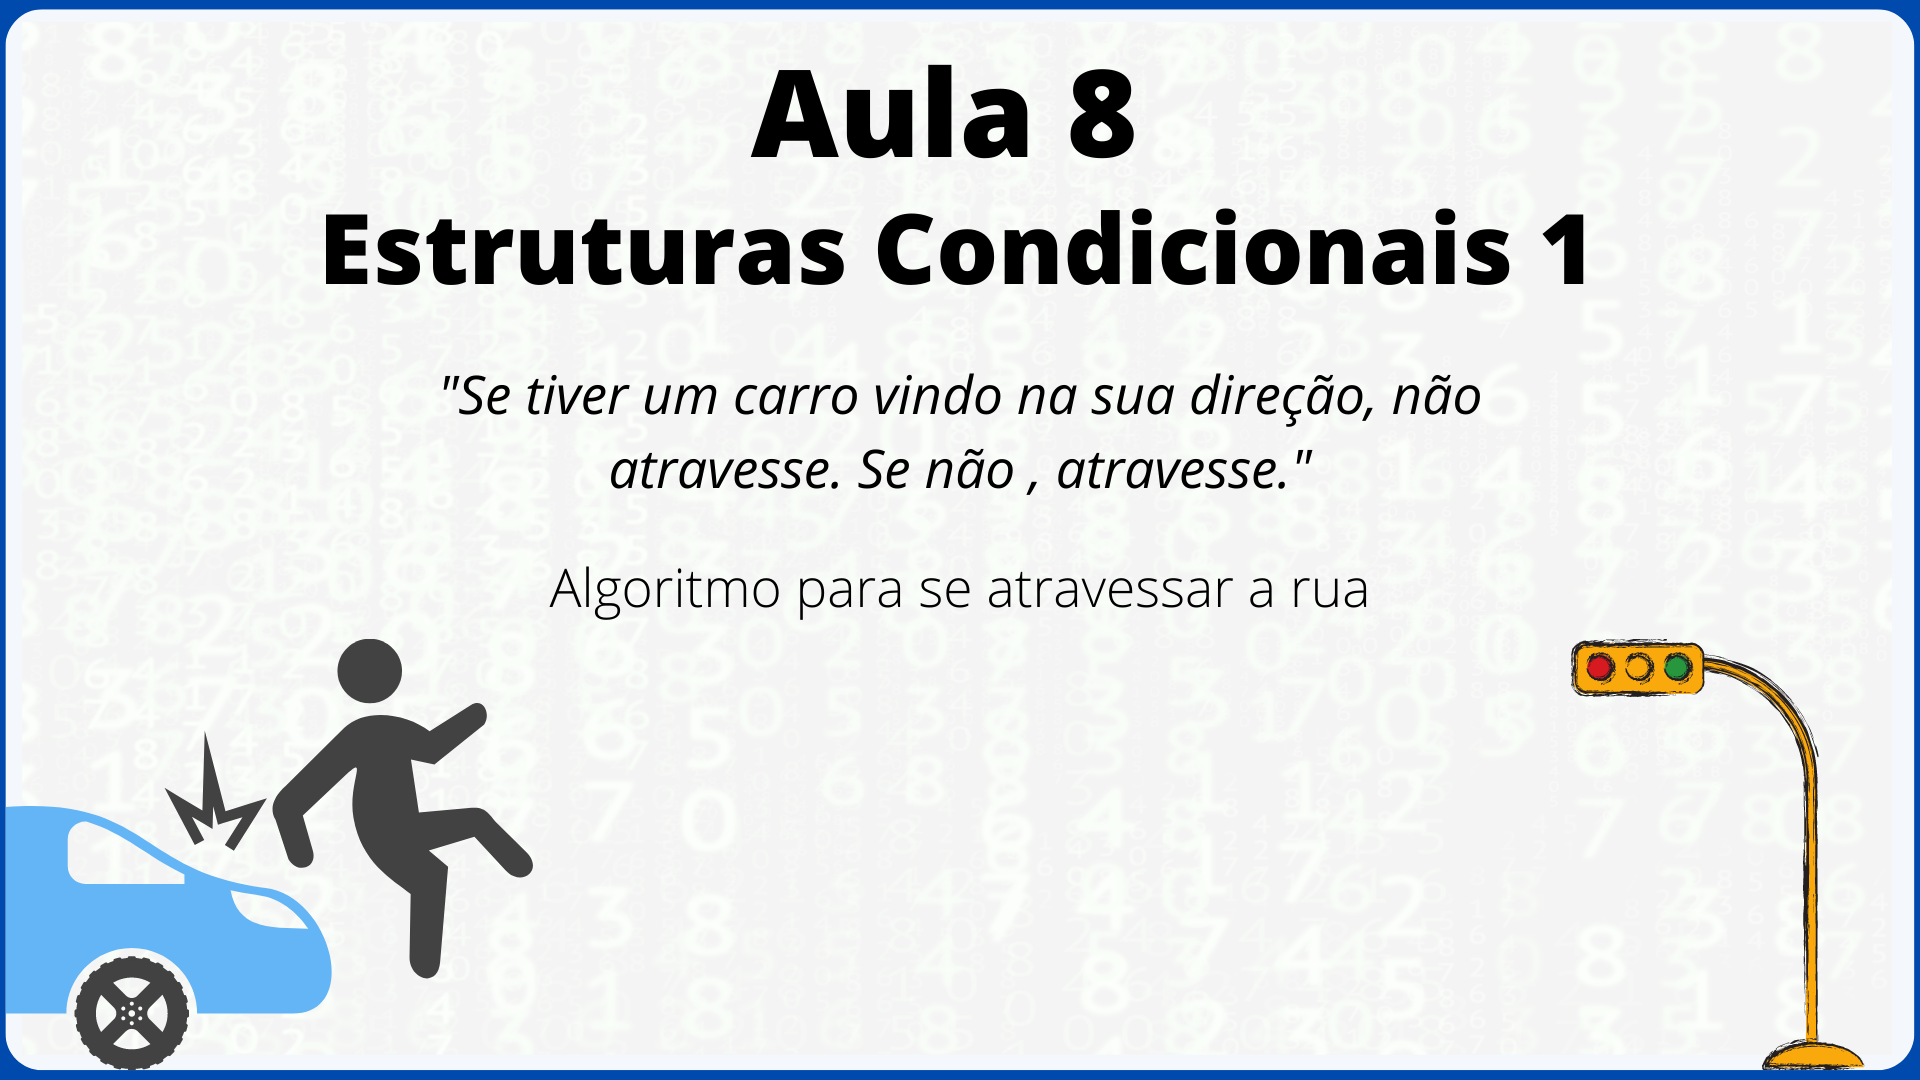 Aula 8
Estruturas Condicionais 1
"Se tiver um carro vindo na sua direção, não
atravesse. Se não , atravesse."
Algoritmo para se atravessar a rua